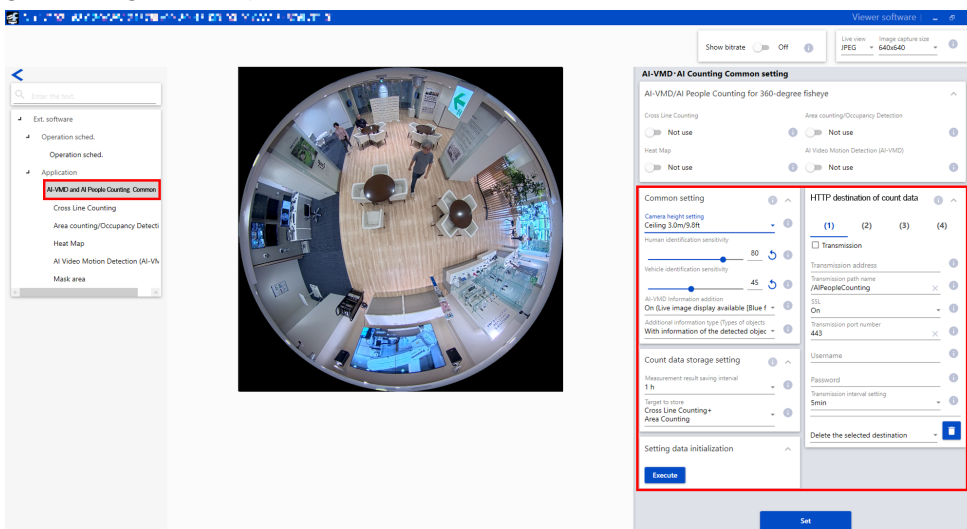 Viewer software
Show bitrate Off
Live view Image capture size
JPEG 640x640
Enter the text.
Ext. software
Operation sched.
Operation sched.
Application
AI-VMD and AI People Counting Common
Cross Line Counting
Area counting/Occupancy Detecti
Heat Map
AI Video Motion Detection (AI-VM
Mask area
AI-VMD·AI Counting Common setting
AI-VMD/AI People Counting for 360-degree fisheye
Cross Line Counting
Not use
Area counting/Occupancy Detection
Not use
Heat Map
Not use
AI Video Motion Detection (AI-VMD)
Not use
Common setting
Camera height setting
Ceiling 3.0m/9.8ft
Human identification sensitivity
80
Vehicle identification sensitivity
45
AI-VMD Information addition
On (Live image display available [Blue f
Additional information type (Types of objects
With information of the detected objec
Count data storage setting
Measurement result saving interval
1 h
Target to store
Cross Line Counting+
Area Counting
Setting data initialization
Execute
HTTP destination of count data
(1) (2) (3) (4)
Transmission
Transmission address
Transmission path name
/AIPeopleCounting
SSL
On
Transmission port number
443
Username
Password
Transmission interval setting
5min
Delete the selected destination
Set